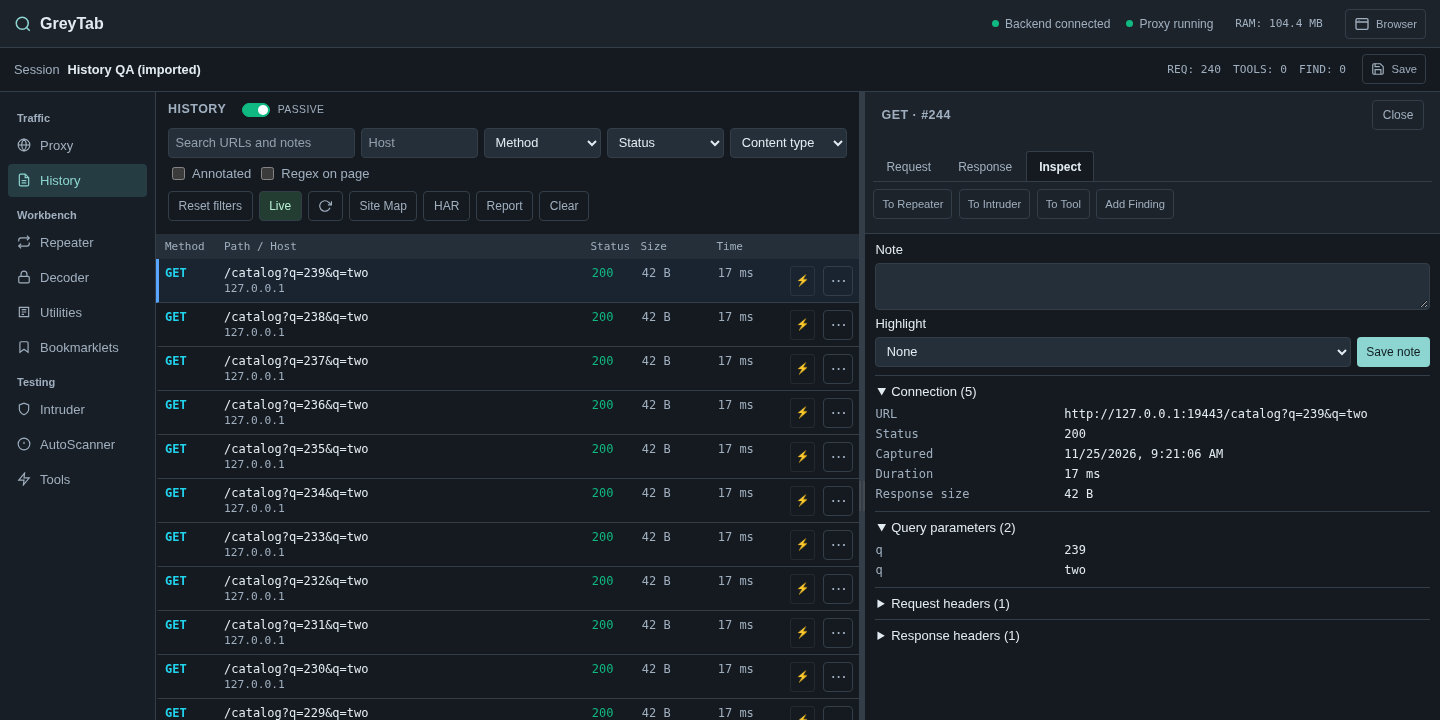 GreyTab
Backend connected
Proxy running
RAM: 104.4 MB
Browser
Session History QA (imported)
REQ: 240 TOOLS: 0 FIND: 0
Save
Traffic
Proxy
History
Workbench
Repeater
Decoder
Utilities
Bookmarklets
Testing
Intruder
AutoScanner
Tools
HISTORY PASSIVE
Search URLs and notes
Host
Method
Status
Content type
Annotated
Regex on page
Reset filters
Live
Site Map
HAR
Report
Clear
Method Path / Host Status Size Time
GET /catalog?q=239&q=two 200 42 B 17 ms
127.0.0.1
GET /catalog?q=238&q=two 200 42 B 17 ms
127.0.0.1
GET /catalog?q=237&q=two 200 42 B 17 ms
127.0.0.1
GET /catalog?q=236&q=two 200 42 B 17 ms
127.0.0.1
GET /catalog?q=235&q=two 200 42 B 17 ms
127.0.0.1
GET /catalog?q=234&q=two 200 42 B 17 ms
127.0.0.1
GET /catalog?q=233&q=two 200 42 B 17 ms
127.0.0.1
GET /catalog?q=232&q=two 200 42 B 17 ms
127.0.0.1
GET /catalog?q=231&q=two 200 42 B 17 ms
127.0.0.1
GET /catalog?q=230&q=two 200 42 B 17 ms
127.0.0.1
GET /catalog?q=229&q=two 200 42 B 17 ms
GET · #244
Close
Request
Response
Inspect
To Repeater
To Intruder
To Tool
Add Finding
Note
Highlight
None
Save note
Connection (5)
URL http://127.0.0.1:19443/catalog?q=239&q=two
Status 200
Captured 11/25/2026, 9:21:06 AM
Duration 17 ms
Response size 42 B
Query parameters (2)
q 239
q two
Request headers (1)
Response headers (1)